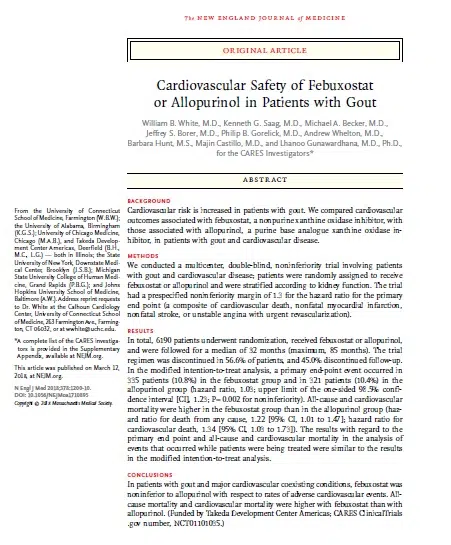 The NEW ENGLAND JOURNAL of MEDICINE
ORIGINAL ARTICLE
Cardiovascular Safety of Febuxostat
or Allopurinol in Patients with Gout
William B. White, M.D., Kenneth G. Saag, M.D., Michael A. Becker, M.D.,
Jeffrey S. Borer, M.D., Philip B. Gorelick, M.D., Andrew Whelton, M.D.,
Barbara Hunt, M.S., Majin Castillo, M.D., and Lhanoo Gunawardhana, M.D., Ph.D.,
for the CARES Investigators*
ABSTRACT
From the University of Connecticut
School of Medicine, Farmington (W.B.W.);
the University of Alabama, Birmingham
(K.G.S.); University of Chicago Medicine,
Chicago (M.A.B.), and Takeda Develop-
ment Center Americas, Deerfield (B.H.,
M.C., L.G.) — both in Illinois; the State
University of New York, Downstate Medi-
cal Center, Brooklyn (J.S.B.); Michigan
State University College of Human Medi-
cine, Grand Rapids (P.B.G.); and Johns
Hopkins University School of Medicine,
Baltimore (A.W.). Address reprint requests
to Dr. White at the Calhoun Cardiology
Center, University of Connecticut School
of Medicine, 263 Farmington Ave., Farming-
ton, CT 06032, or at wwhite@uchc.edu.
*A complete list of the CARES Investiga-
tors is provided in the Supplementary
Appendix, available at NEJM.org.
This article was published on March 12,
2018, at NEJM.org.
N Engl J Med 2018;378:1200-10.
DOI: 10.1056/NEJMoa1710895
Copyright © 2018 Massachusetts Medical Society.
BACKGROUND
Cardiovascular risk is increased in patients with gout. We compared cardiovascular
outcomes associated with febuxostat, a nonpurine xanthine oxidase inhibitor, with
those associated with allopurinol, a purine base analogue xanthine oxidase in-
hibitor, in patients with gout and cardiovascular disease.
METHODS
We conducted a multicenter, double-blind, noninferiority trial involving patients
with gout and cardiovascular disease; patients were randomly assigned to receive
febuxostat or allopurinol and were stratified according to kidney function. The trial
had a prespecified noninferiority margin of 1.3 for the hazard ratio for the primary
end point (a composite of cardiovascular death, nonfatal myocardial infarction,
nonfatal stroke, or unstable angina with urgent revascularization).
RESULTS
In total, 6190 patients underwent randomization, received febuxostat or allopurinol,
and were followed for a median of 32 months (maximum, 85 months). The trial
regimen was discontinued in 56.6% of patients, and 45.0% discontinued follow-up.
In the modified intention-to-treat analysis, a primary end-point event occurred in
335 patients (10.8%) in the febuxostat group and in 321 patients (10.4%) in the
allopurinol group (hazard ratio, 1.03; upper limit of the one-sided 98.5% confi-
dence interval [CI], 1.23; P=0.002 for noninferiority). All-cause and cardiovascular
mortality were higher in the febuxostat group than in the allopurinol group (haz-
ard ratio for death from any cause, 1.22 [95% CI, 1.01 to 1.47]; hazard ratio for
cardiovascular death, 1.34 [95% CI, 1.03 to 1.73]). The results with regard to the
primary end point and all-cause and cardiovascular mortality in the analysis of
events that occurred while patients were being treated were similar to the results
in the modified intention-to-treat analysis.
CONCLUSIONS
In patients with gout and major cardiovascular coexisting conditions, febuxostat was
noninferior to allopurinol with respect to rates of adverse cardiovascular events. All-
cause mortality and cardiovascular mortality were higher with febuxostat than with
allopurinol. (Funded by Takeda Development Center Americas; CARES ClinicalTrials
.gov number, NCT01101035.)